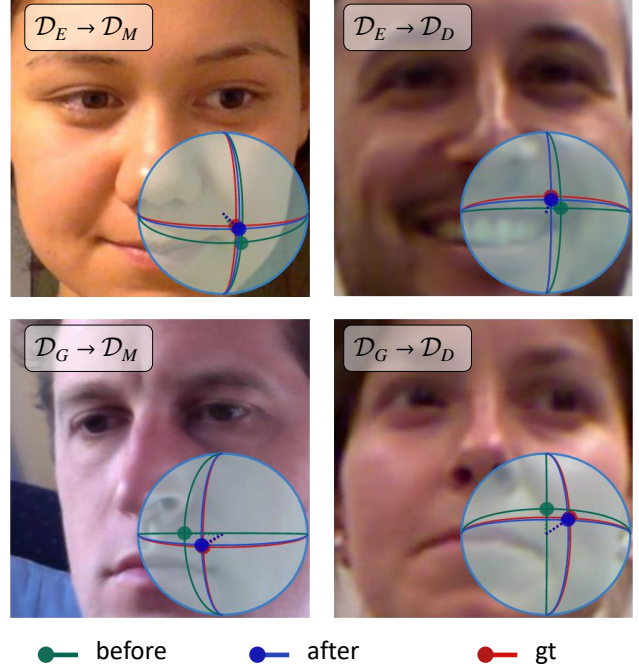 𝒟_E → 𝒟_M
𝒟_E → 𝒟_D
𝒟_G → 𝒟_M
𝒟_G → 𝒟_D
before after gt